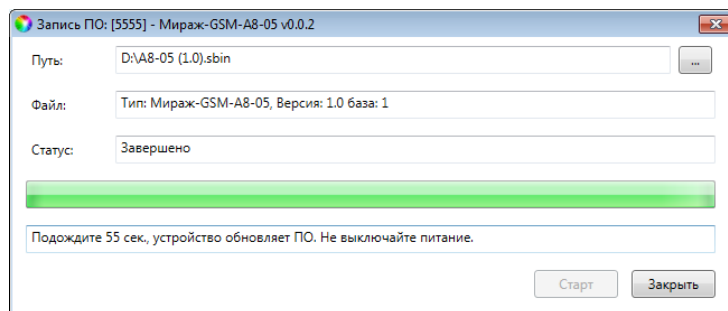 Запись ПО: [5555] - Мираж-GSM-A8-05 v0.0.2
Путь: D:\A8-05 (1.0).sbin ...
Файл: Тип: Мираж-GSM-A8-05, Версия: 1.0 база: 1
Статус: Завершено
Подождите 55 сек., устройство обновляет ПО. Не выключайте питание.
Старт Закрыть